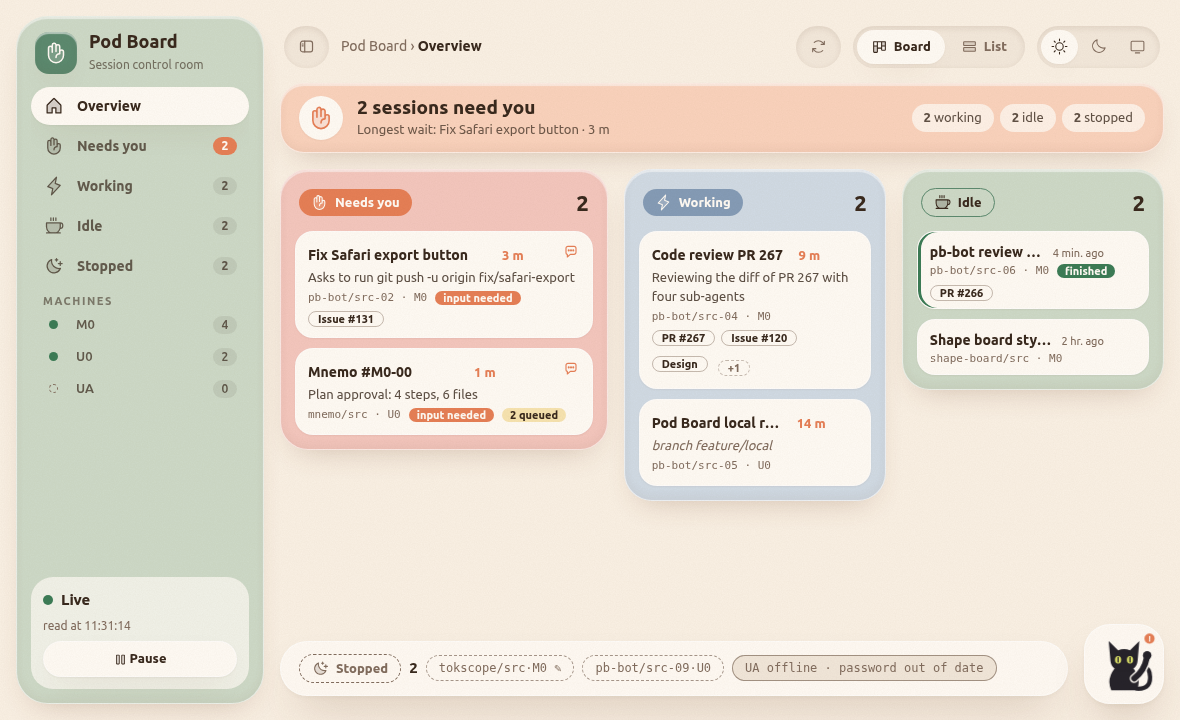 Pod Board
Session control room
Overview
Needs you 2
Working 2
Idle 2
Stopped 2
MACHINES
M0 4
U0 2
UA 0
Live
read at 11:31:14
Pause
Pod Board › Overview
Board
List
2 sessions need you
Longest wait: Fix Safari export button · 3 m
2 working
2 idle
2 stopped
Needs you 2
Fix Safari export button 3 m
Asks to run git push -u origin fix/safari-export
pb-bot/src-02 · M0 input needed
Issue #131
Mnemo #M0-00 1 m
Plan approval: 4 steps, 6 files
mnemo/src · U0 input needed 2 queued
Working 2
Code review PR 267 9 m
Reviewing the diff of PR 267 with
four sub-agents
pb-bot/src-04 · M0
PR #267 Issue #120
Design +1
Pod Board local r… 14 m
branch feature/local
pb-bot/src-05 · U0
Idle 2
pb-bot review … 4 min. ago
pb-bot/src-06 · M0 finished
PR #266
Shape board sty… 2 hr. ago
shape-board/src · M0
Stopped 2 tokscope/src·M0 ✎ pb-bot/src-09·U0 UA offline · password out of date
!